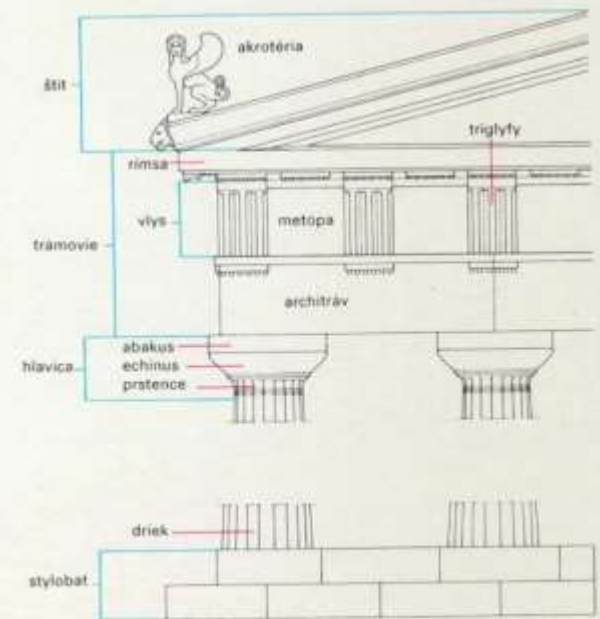 akrotéria
štít
triglyfy
rímsa
vlys
metopa
trámovie
architráv
abakus
hlavica
echinus
prstence
driek
stylobat